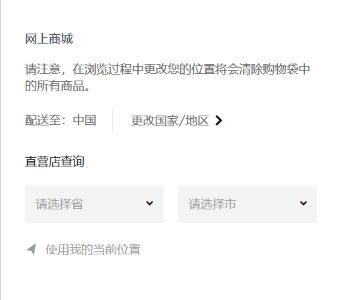 网上商城
请注意，在浏览过程中更改您的位置将会清除购物袋中
的所有商品。
配送至：中国 更改国家/地区
直营店查询
请选择省 请选择市
使用我的当前位置